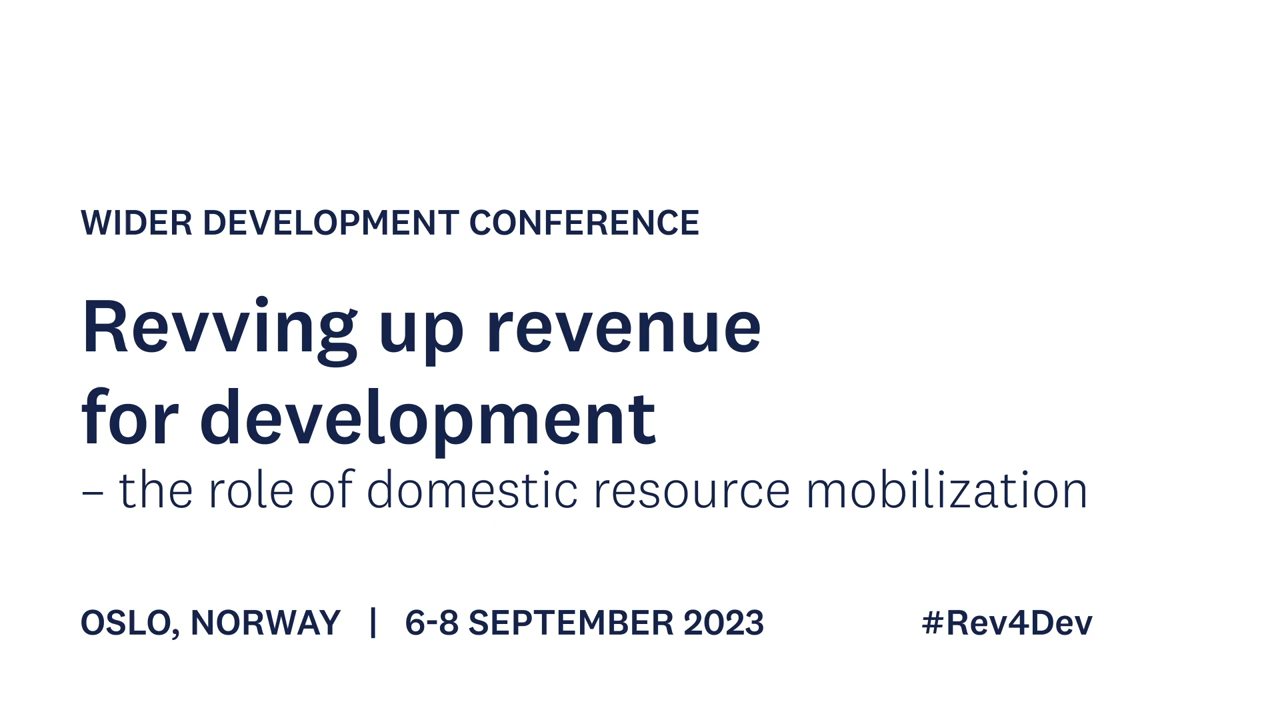 WIDER DEVELOPMENT CONFERENCE
Revving up revenue
for development
– the role of domestic resource mobilization
OSLO, NORWAY | 6-8 SEPTEMBER 2023 #Rev4Dev